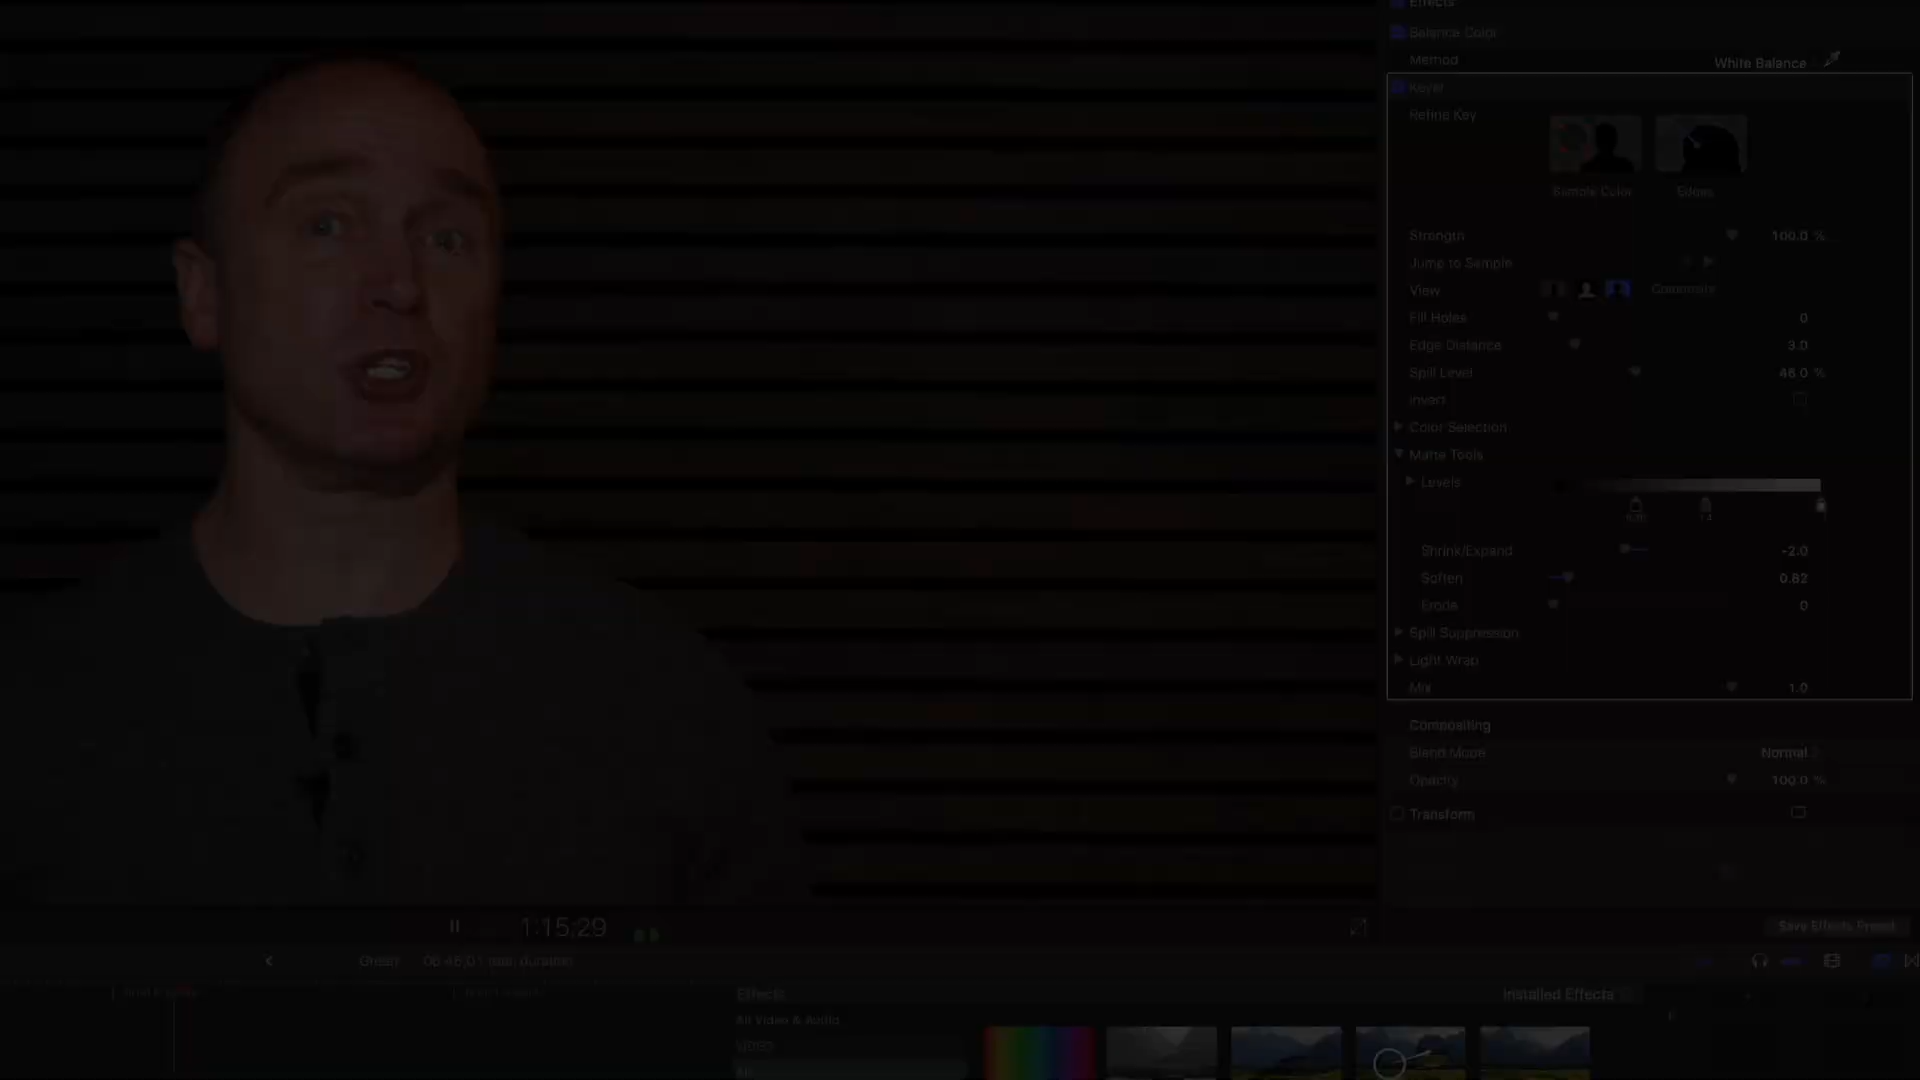 Effects
Balance Color
Method White Balance
Keyer
Refine Key
Sample Color Edges
Strength 100.0 %
Jump to Sample
View Composite
Fill Holes 0
Edge Distance 3.0
Spill Level 46.0 %
Invert
Color Selection
Matte Tools
Levels
Shrink/Expand -2.0
Soften 0.82
Erode 0
Spill Suppression
Light Wrap
Mix 1.0
Compositing
Blend Mode Normal
Opacity 100.0 %
Transform
1:15;29
Save Effects Preset
Green
Effects Installed Effects
All Video & Audio
VIDEO